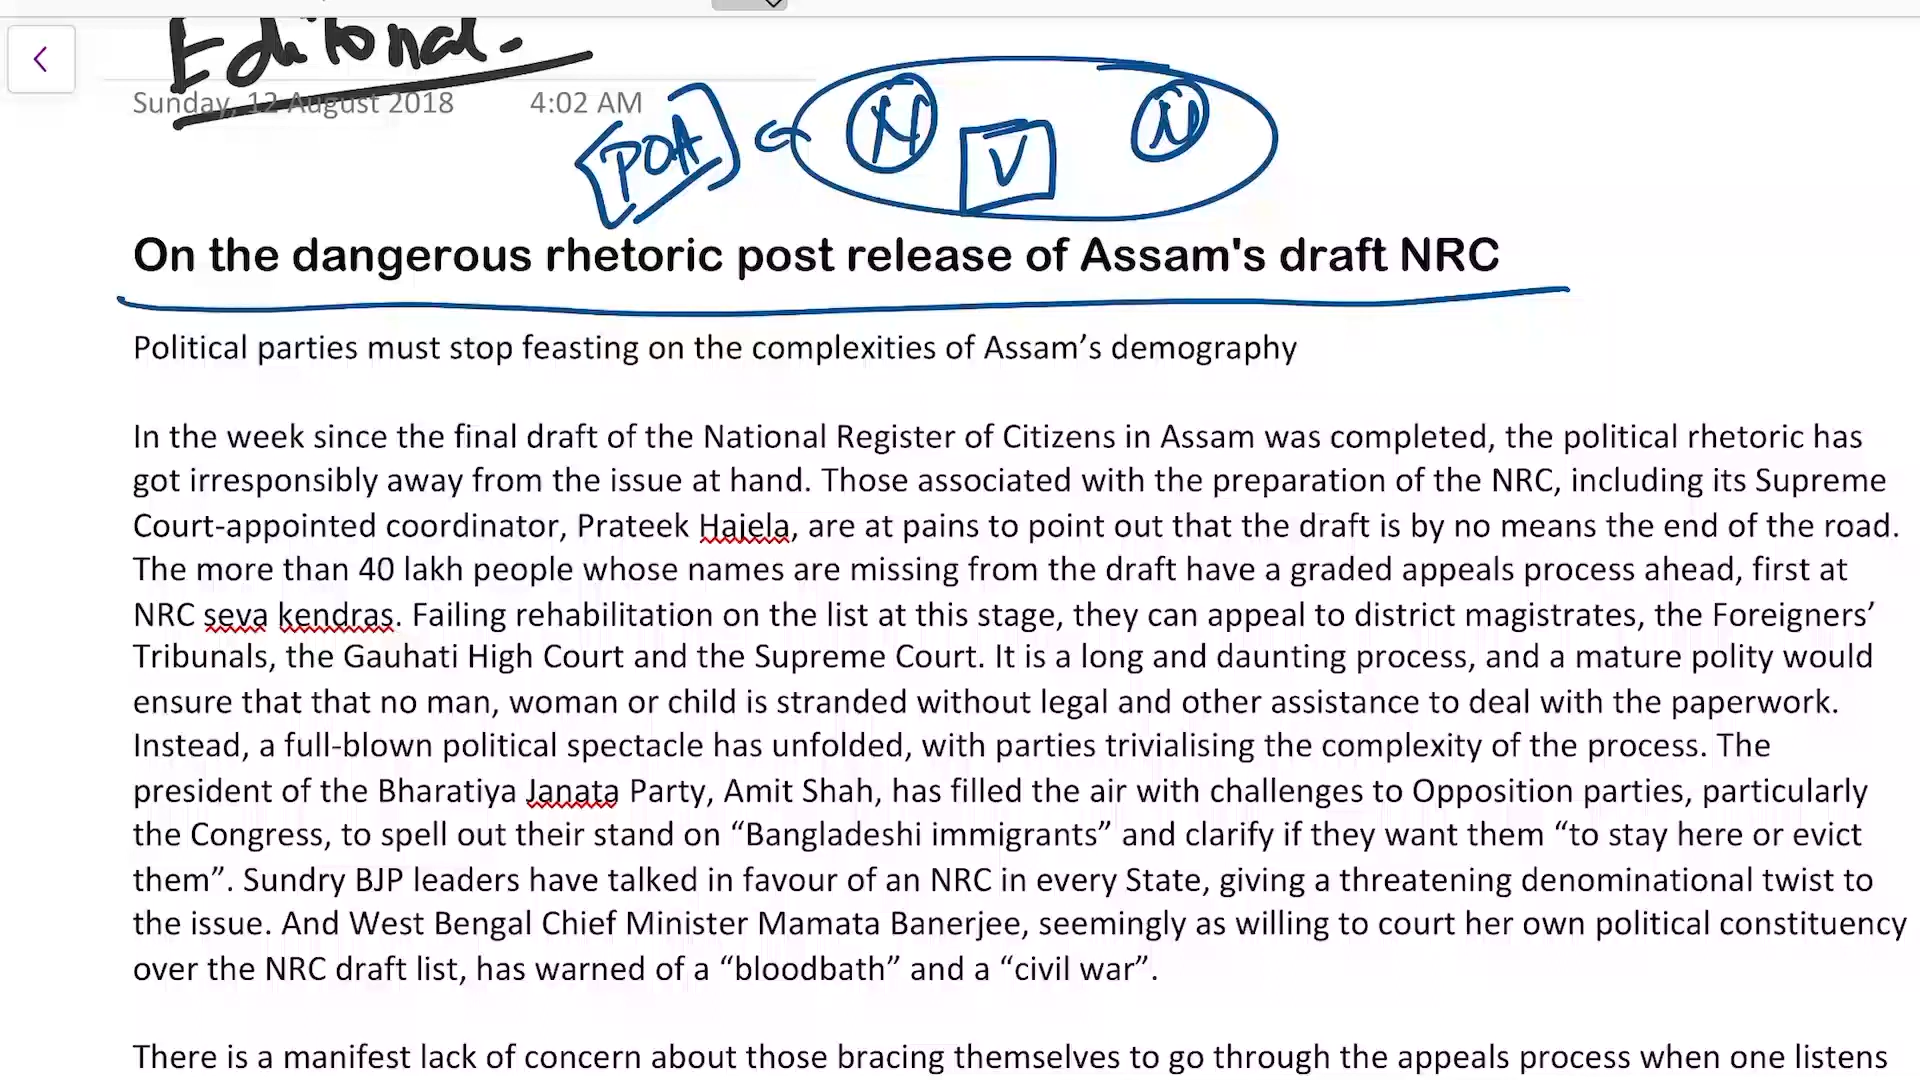 Editorial.
Sunday, 12 August 2018 4:02 AM
[POA] N V N
On the dangerous rhetoric post release of Assam's draft NRC
Political parties must stop feasting on the complexities of Assam’s demography
In the week since the final draft of the National Register of Citizens in Assam was completed, the political rhetoric has
got irresponsibly away from the issue at hand. Those associated with the preparation of the NRC, including its Supreme
Court-appointed coordinator, Prateek Hajela, are at pains to point out that the draft is by no means the end of the road.
The more than 40 lakh people whose names are missing from the draft have a graded appeals process ahead, first at
NRC seva kendras. Failing rehabilitation on the list at this stage, they can appeal to district magistrates, the Foreigners’
Tribunals, the Gauhati High Court and the Supreme Court. It is a long and daunting process, and a mature polity would
ensure that that no man, woman or child is stranded without legal and other assistance to deal with the paperwork.
Instead, a full-blown political spectacle has unfolded, with parties trivialising the complexity of the process. The
president of the Bharatiya Janata Party, Amit Shah, has filled the air with challenges to Opposition parties, particularly
the Congress, to spell out their stand on “Bangladeshi immigrants” and clarify if they want them “to stay here or evict
them”. Sundry BJP leaders have talked in favour of an NRC in every State, giving a threatening denominational twist to
the issue. And West Bengal Chief Minister Mamata Banerjee, seemingly as willing to court her own political constituency
over the NRC draft list, has warned of a “bloodbath” and a “civil war”.
There is a manifest lack of concern about those bracing themselves to go through the appeals process when one listens